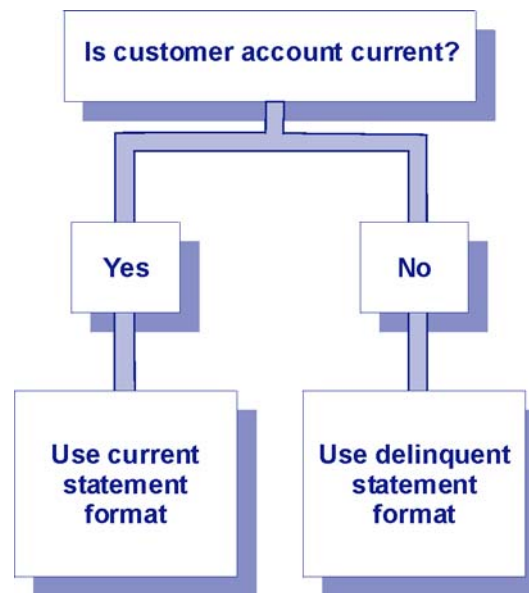 Is customer account current?
Yes
No
Use current
statement
format
Use delinquent
statement
format